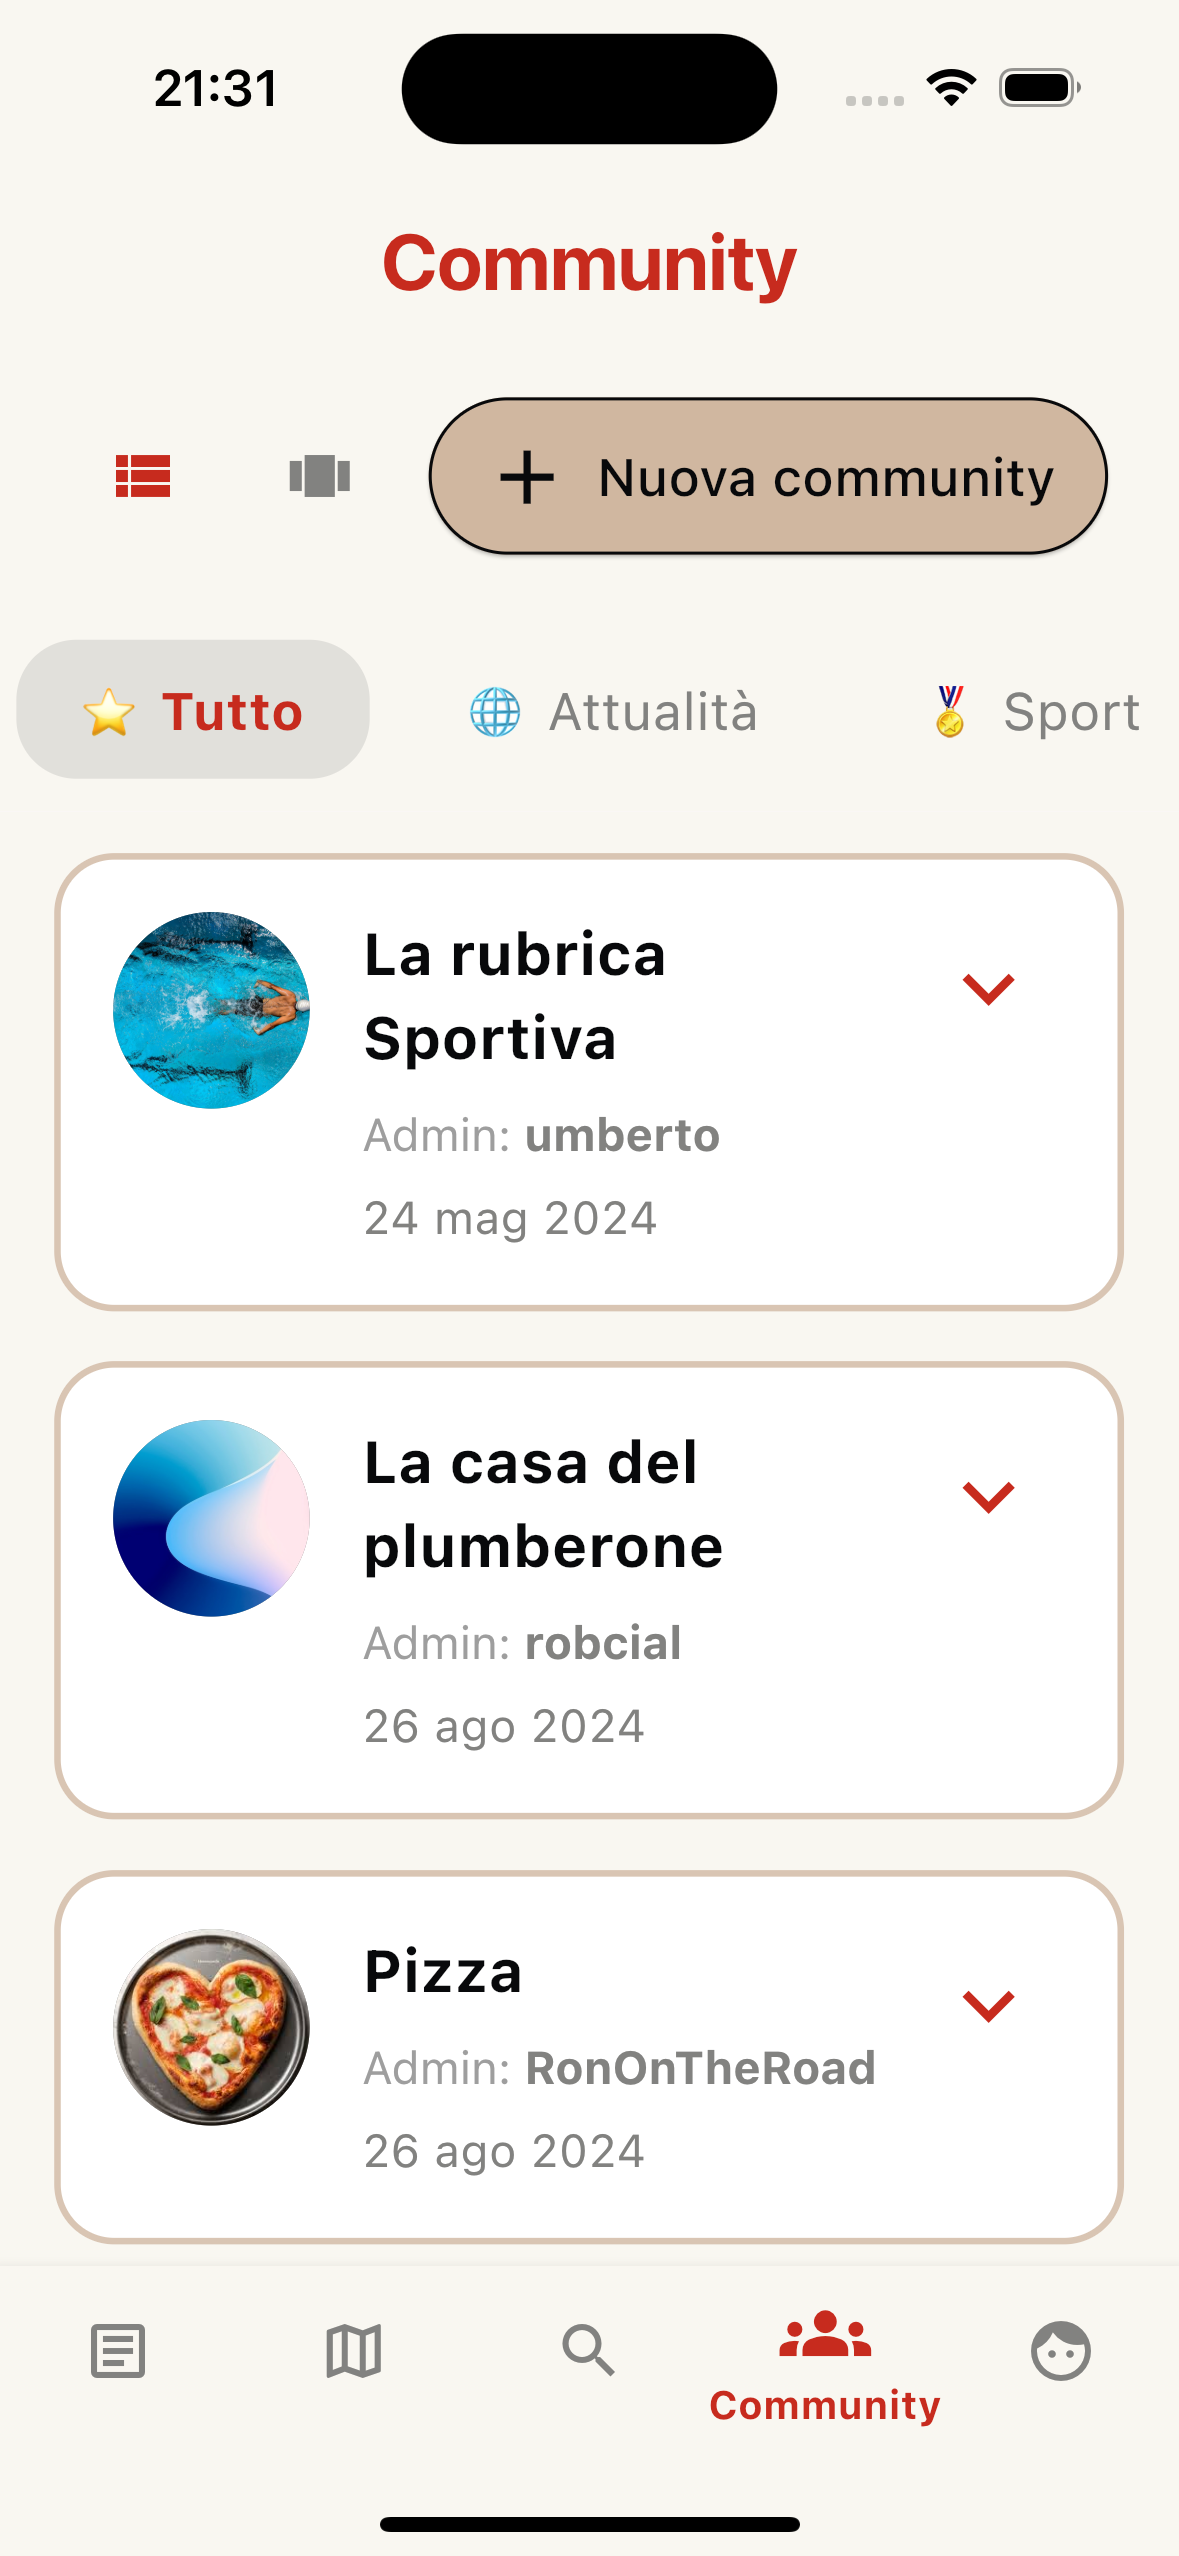 21:31
Community
Nuova community
Tutto
Attualità
Sport
La rubrica
Sportiva
Admin: umberto
24 mag 2024
La casa del
plumberone
Admin: robcial
26 ago 2024
Pizza
Admin: RonOnTheRoad
26 ago 2024
Community